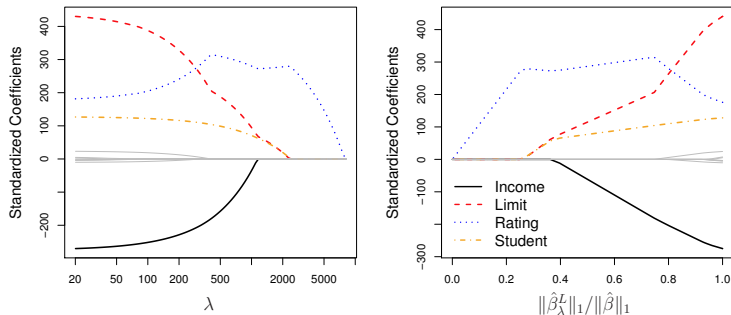 Standardized Coefficients
400
300
200
100
0
−200
20 50 100 200 500 2000 5000
λ
Standardized Coefficients
400
300
200
100
0
−100
−300
Income
Limit
Rating
Student
0.0 0.2 0.4 0.6 0.8 1.0
‖β̂λᴸ‖₁/‖β̂‖₁